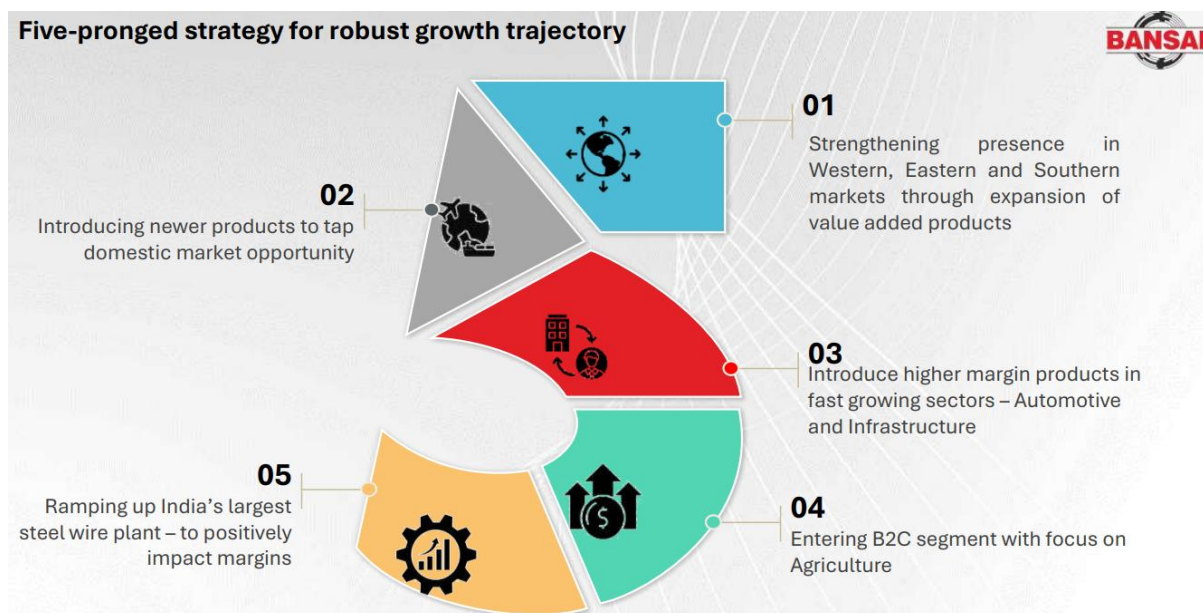 Five-pronged strategy for robust growth trajectory
BANSAL
01
Strengthening presence in
Western, Eastern and Southern
markets through expansion of
value added products
02
Introducing newer products to tap
domestic market opportunity
03
Introduce higher margin products in
fast growing sectors – Automotive
and Infrastructure
04
Entering B2C segment with focus on
Agriculture
05
Ramping up India’s largest
steel wire plant – to positively
impact margins
$